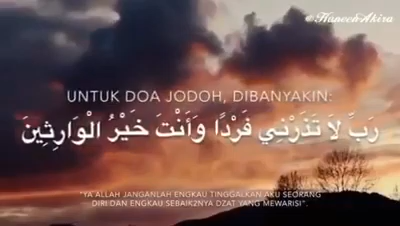 @HaneenAkira
UNTUK DOA JODOH, DIBANYAKIN:
رَبِّ لاَ تَذَرْنِي فَرْدًا وَأَنْتَ خَيْرُ الْوَارِثِينَ
"YA ALLAH JANGANLAH ENGKAU TINGGALKAN AKU SEORANG
DIRI DAN ENGKAU SEBAIK2NYA DZAT YANG MEWARISI".